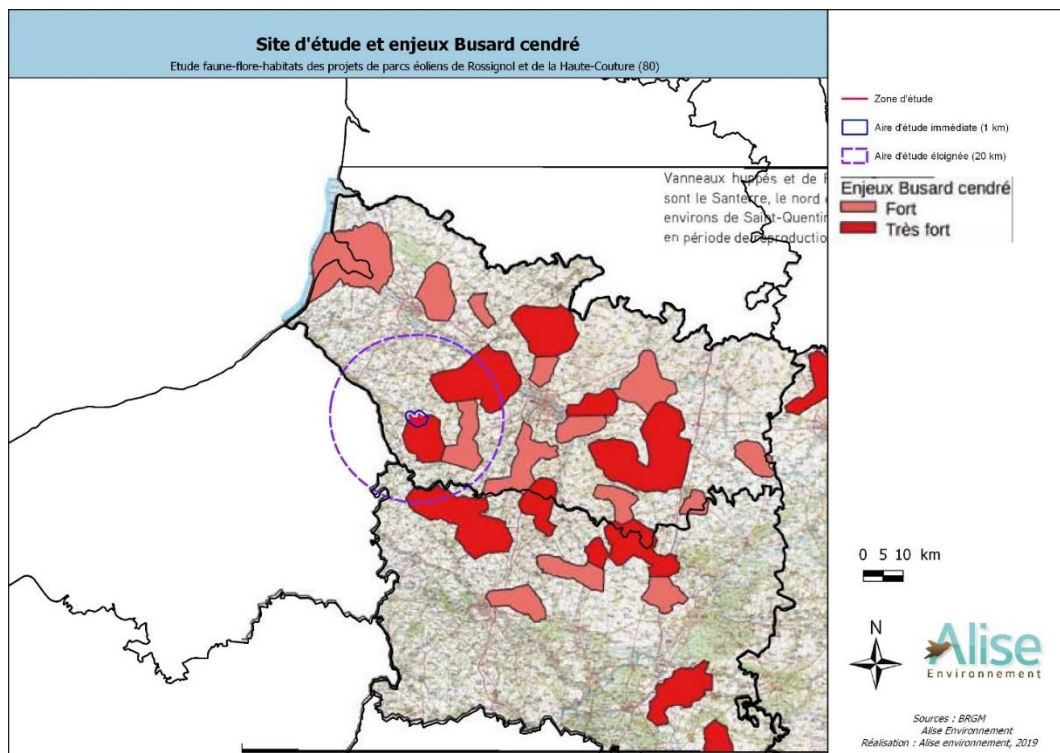 Site d'étude et enjeux Busard cendré
Etude faune-flore-habitats des projets de parcs éoliens de Rossignol et de la Haute-Couture (80)
Zone d'étude
Aire d'étude immédiate (1 km)
Aire d'étude éloignée (20 km)
Enjeux Busard cendré
Fort
Très fort
Vanneaux huppés et de
sont le Santerre, le nord
environs de Saint-Quentin
en période de reproduction
0 5 10 km
N
Alise
Environnement
Sources : BRGM
Alise Environnement
Réalisation : Alise environnement, 2019